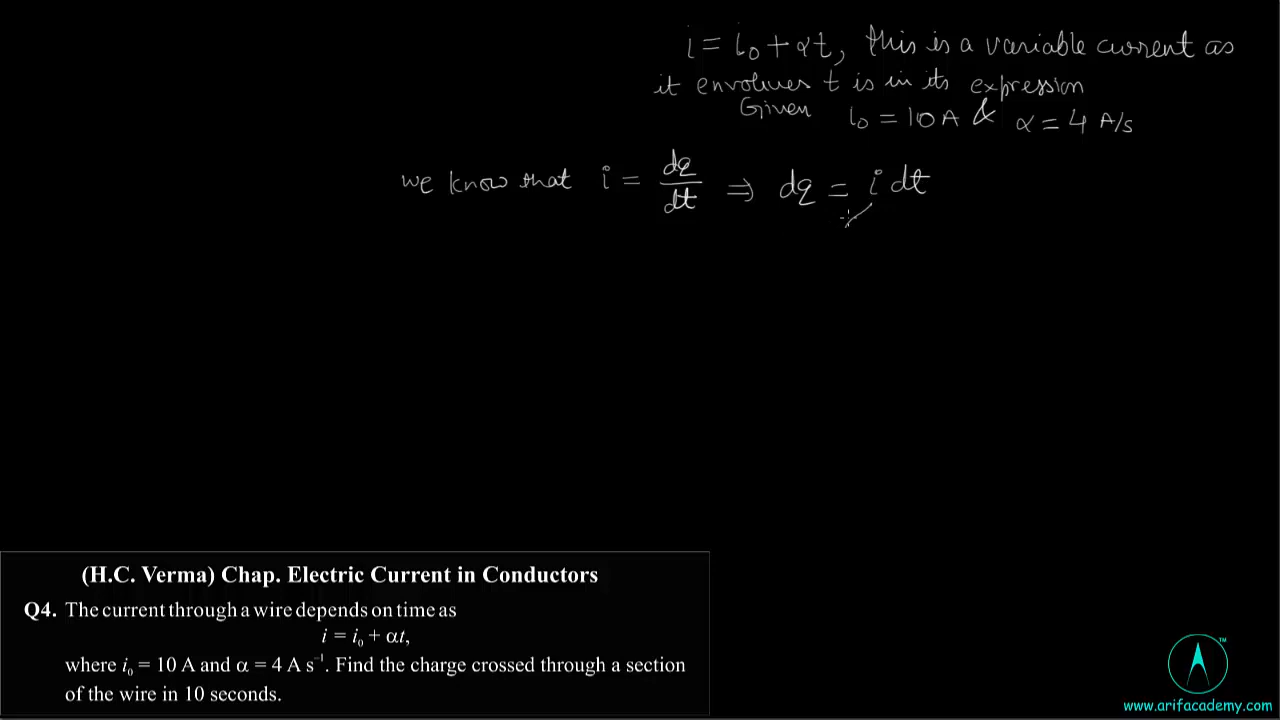 i = i₀ + αt, this is a variable current as
it envolves t is in its expression
Given i₀ = 10 A & α = 4 A/s
we know that i = dq/dt ⇒ dq = i dt
(H.C. Verma) Chap. Electric Current in Conductors
Q4. The current through a wire depends on time as
i = i₀ + αt,
where i₀ = 10 A and α = 4 A s⁻¹. Find the charge crossed through a section
of the wire in 10 seconds.
TM
www.arifacademy.com